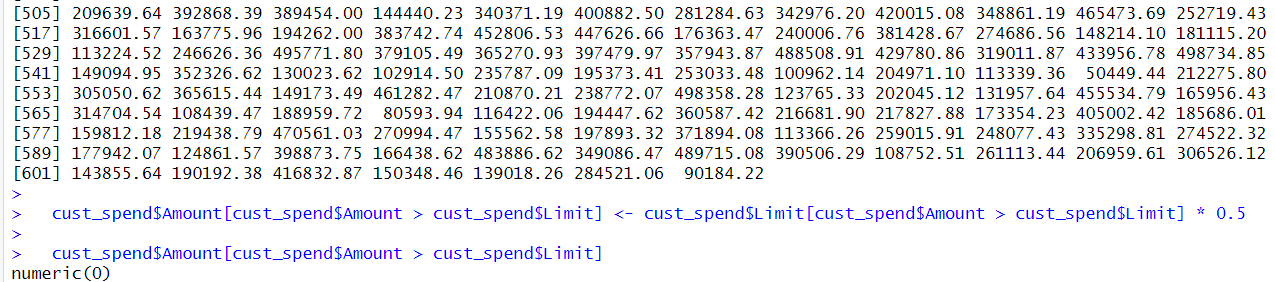 [505] 209639.64 392868.39 389454.00 144440.23 340371.19 400882.50 281284.63 342976.20 420015.08 348861.19 465473.69 252719.43
[517] 316601.57 163775.96 194262.00 383742.74 452806.53 447626.66 176363.47 240006.76 381428.67 274686.56 148214.10 181115.20
[529] 113224.52 246626.36 495771.80 379105.49 365270.93 397479.97 357943.87 488508.91 429780.86 319011.87 433956.78 498734.85
[541] 149094.95 352326.62 130023.62 102914.50 235787.09 195373.41 253033.48 100962.14 204971.10 113339.36  50449.44 212275.80
[553] 305050.62 365615.44 149173.49 461282.47 210870.21 238772.07 498358.28 123765.33 202045.12 131957.64 455534.79 165956.43
[565] 314704.54 108439.47 188959.72  80593.94 116422.06 194447.62 360587.42 216681.90 217827.88 173354.23 405002.42 185686.01
[577] 159812.18 219438.79 470561.03 270994.47 155562.58 197893.32 371894.08 113366.26 259015.91 248077.43 335298.81 274522.32
[589] 177942.07 124861.57 398873.75 166438.62 483886.62 349086.47 489715.08 390506.29 108752.51 261113.44 206959.61 306526.12
[601] 143855.64 190192.38 416832.87 150348.46 139018.26 284521.06  90184.22
>
>   cust_spend$Amount[cust_spend$Amount > cust_spend$Limit] <- cust_spend$Limit[cust_spend$Amount > cust_spend$Limit] * 0.5
>
>   cust_spend$Amount[cust_spend$Amount > cust_spend$Limit]
numeric(0)